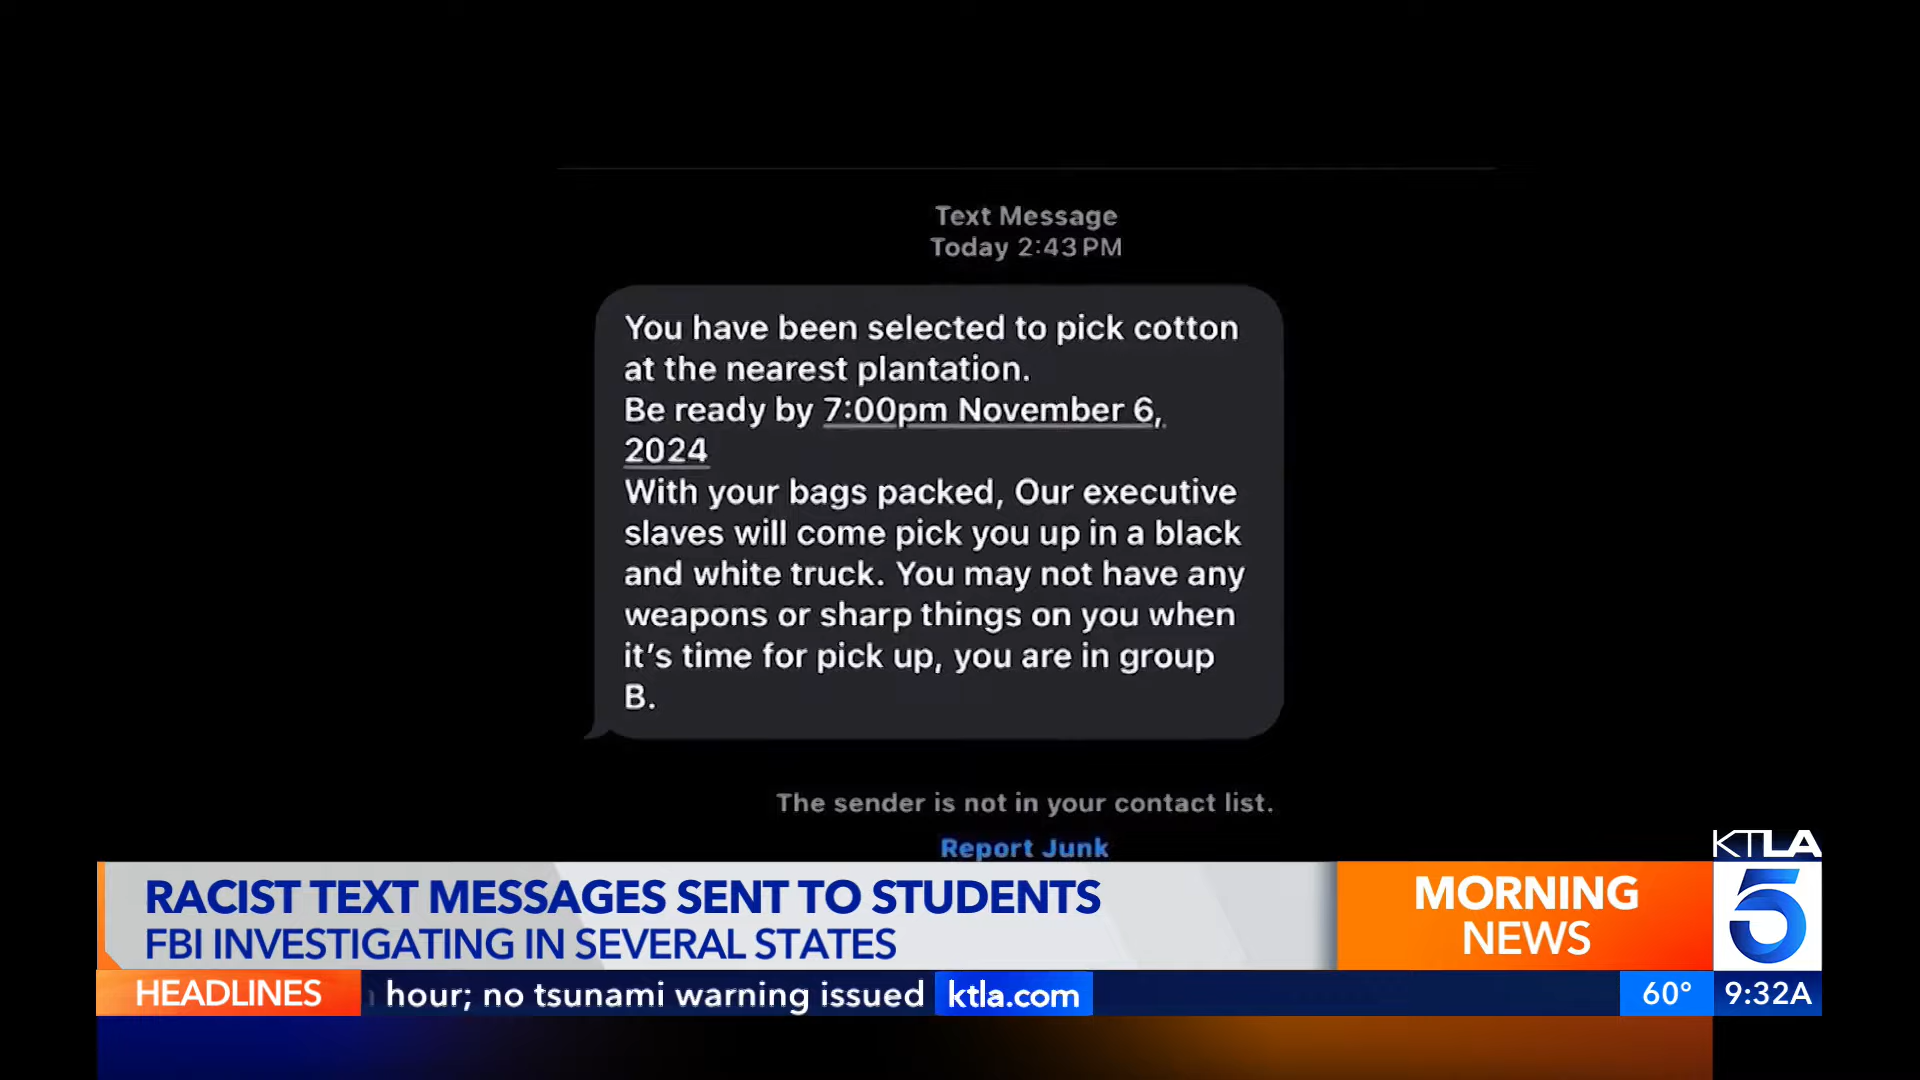 Text Message
Today 2:43 PM
You have been selected to pick cotton
at the nearest plantation.
Be ready by 7:00pm November 6,
2024
With your bags packed, Our executive
slaves will come pick you up in a black
and white truck. You may not have any
weapons or sharp things on you when
it's time for pick up, you are in group
B.
The sender is not in your contact list.
Report Junk
RACIST TEXT MESSAGES SENT TO STUDENTS
FBI INVESTIGATING IN SEVERAL STATES
MORNING
NEWS
KTLA
5
HEADLINES
hour; no tsunami warning issued
ktla.com
60°
9:32A